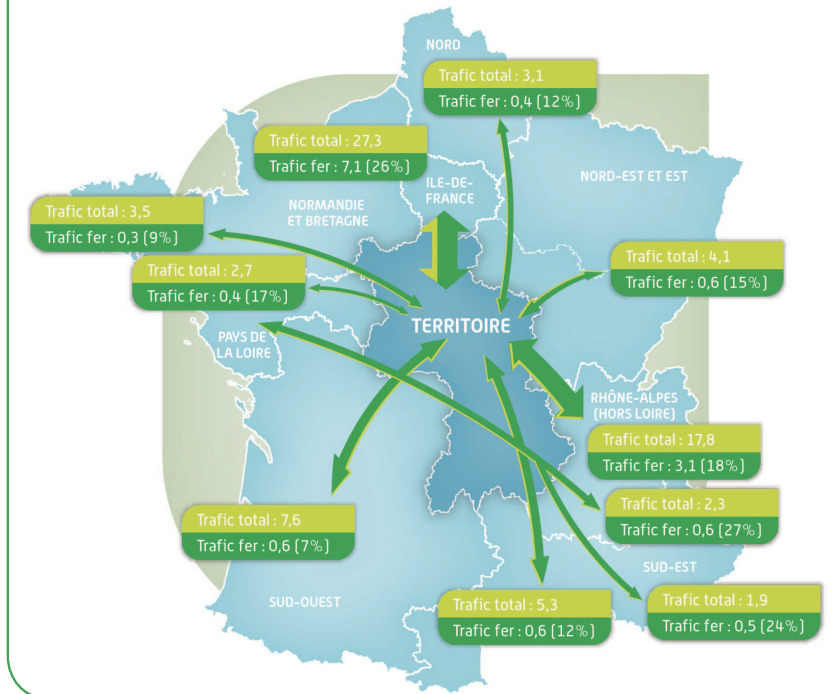 NORD
Trafic total : 3,1
Trafic fer : 0,4 (12%)
Trafic total : 27,3
Trafic fer : 7,1 (26%)
ILE-DE-
FRANCE
NORD-EST ET EST
NORMANDIE
ET BRETAGNE
Trafic total : 3,5
Trafic fer : 0,3 (9%)
Trafic total : 4,1
Trafic fer : 0,6 (15%)
Trafic total : 2,7
Trafic fer : 0,4 (17%)
TERRITOIRE
PAYS DE
LA LOIRE
RHÔNE-ALPES
(HORS LOIRE)
Trafic total : 17,8
Trafic fer : 3,1 (18%)
Trafic total : 2,3
Trafic fer : 0,6 (27%)
Trafic total : 7,6
Trafic fer : 0,6 (7%)
SUD-EST
SUD-OUEST
Trafic total : 5,3
Trafic fer : 0,6 (12%)
Trafic total : 1,9
Trafic fer : 0,5 (24%)